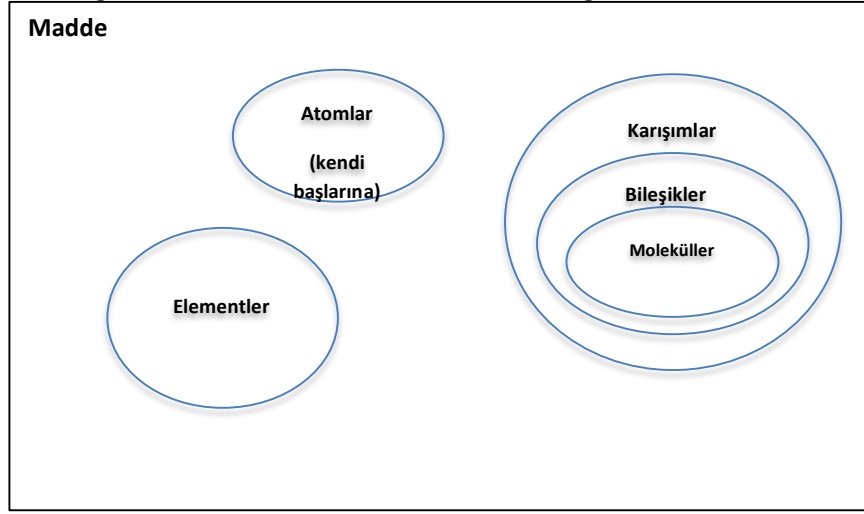 Madde
Atomlar
(kendi
başlarına)
Karışımlar
Bileşikler
Moleküller
Elementler